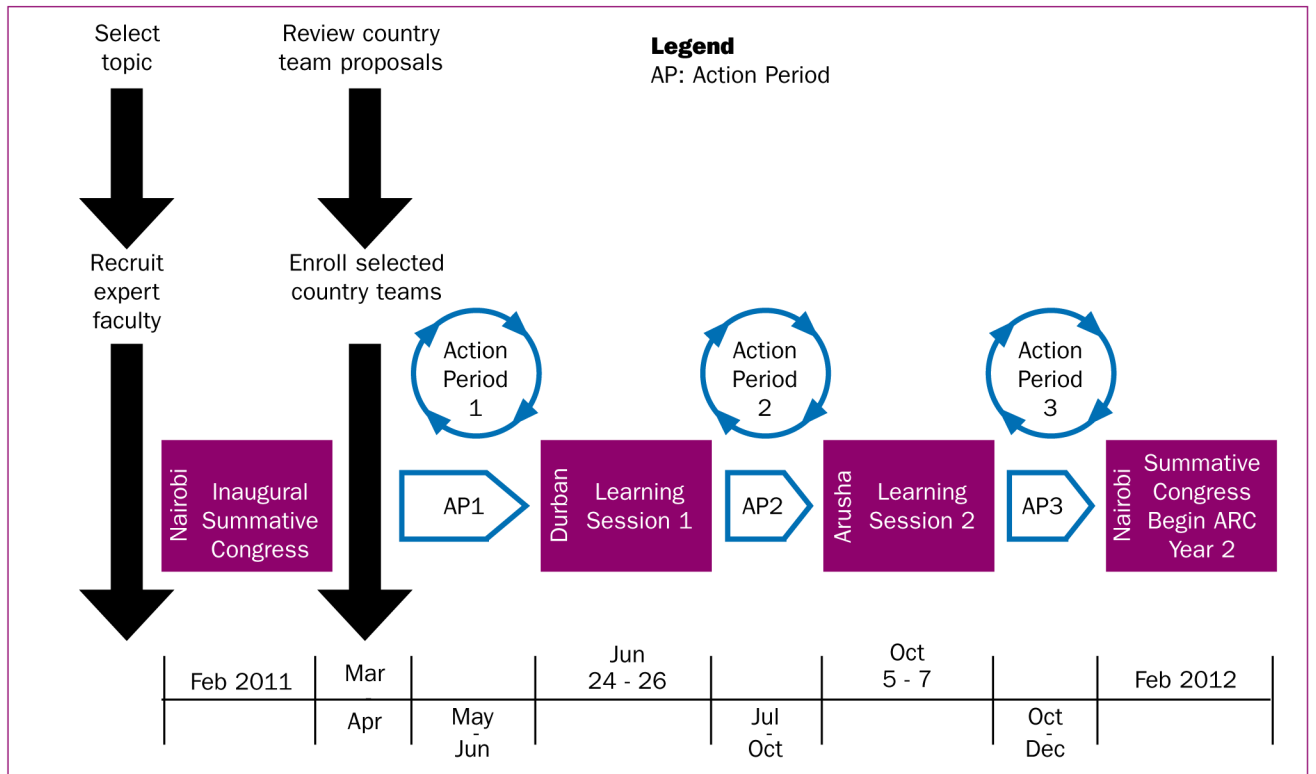 Select
topic
Review country
team proposals
Legend
AP: Action Period
Recruit
expert
faculty
Enroll selected
country teams
Action
Period
1
Action
Period
2
Action
Period
3
Nairobi
Inaugural
Summative
Congress
AP1
Durban
Learning
Session 1
AP2
Arusha
Learning
Session 2
AP3
Nairobi
Summative
Congress
Begin ARC
Year 2
Feb 2011
Mar
-
Apr
May
-
Jun
Jun
24 - 26
Jul
-
Oct
Oct
5 - 7
Oct
-
Dec
Feb 2012